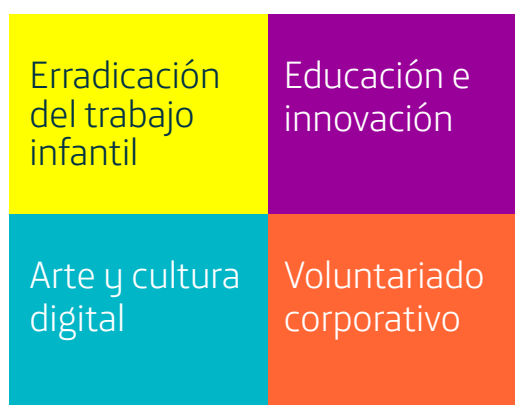 Erradicación
del trabajo
infantil
Educación e
innovación
Arte y cultura
digital
Voluntariado
corporativo